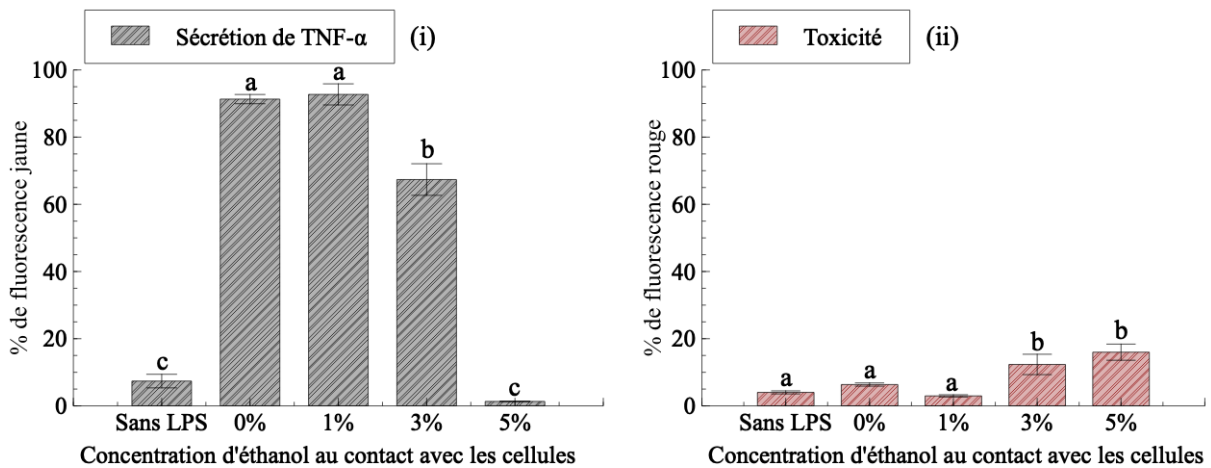 Sécrétion de TNF-α (i)
% de fluorescence jaune
100
80
60
40
20
0
c
a
a
b
c
Sans LPS 0% 1% 3% 5%
Concentration d'éthanol au contact avec les cellules
Toxicité (ii)
% de fluorescence rouge
100
80
60
40
20
0
a
a
a
b
b
Sans LPS 0% 1% 3% 5%
Concentration d'éthanol au contact avec les cellules